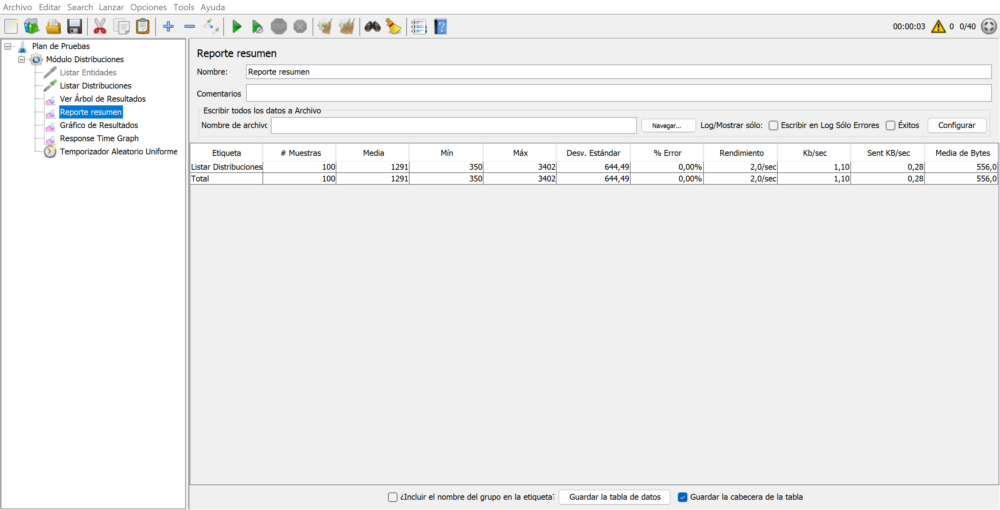 Archivo Editar Search Lanzar Opciones Tools Ayuda
STOP STOP
00:00:03 0 0/40
Plan de Pruebas
Módulo Distribuciones
Listar Entidades
Listar Distribuciones
Ver Árbol de Resultados
Reporte resumen
Gráfico de Resultados
Response Time Graph
Temporizador Aleatorio Uniforme
Reporte resumen
Nombre: Reporte resumen
Comentarios
Escribir todos los datos a Archivo
Nombre de archivo Navegar... Log/Mostrar sólo: Escribir en Log Sólo Errores Éxitos Configurar
Etiqueta # Muestras Media Mín Máx Desv. Estándar % Error Rendimiento Kb/sec Sent KB/sec Media de Bytes
Listar Distribuciones 100 1291 350 3402 644,49 0,00% 2,0/sec 1,10 0,28 556,0
Total 100 1291 350 3402 644,49 0,00% 2,0/sec 1,10 0,28 556,0
¿Incluir el nombre del grupo en la etiqueta? Guardar la tabla de datos Guardar la cabecera de la tabla